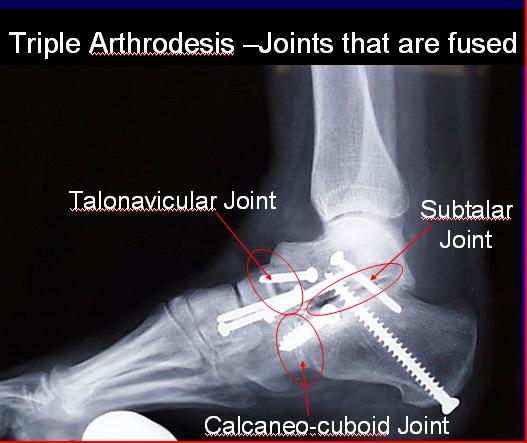 Triple Arthrodesis –Joints that are fused
Talonavicular Joint
Subtalar
Joint
Calcaneo-cuboid Joint